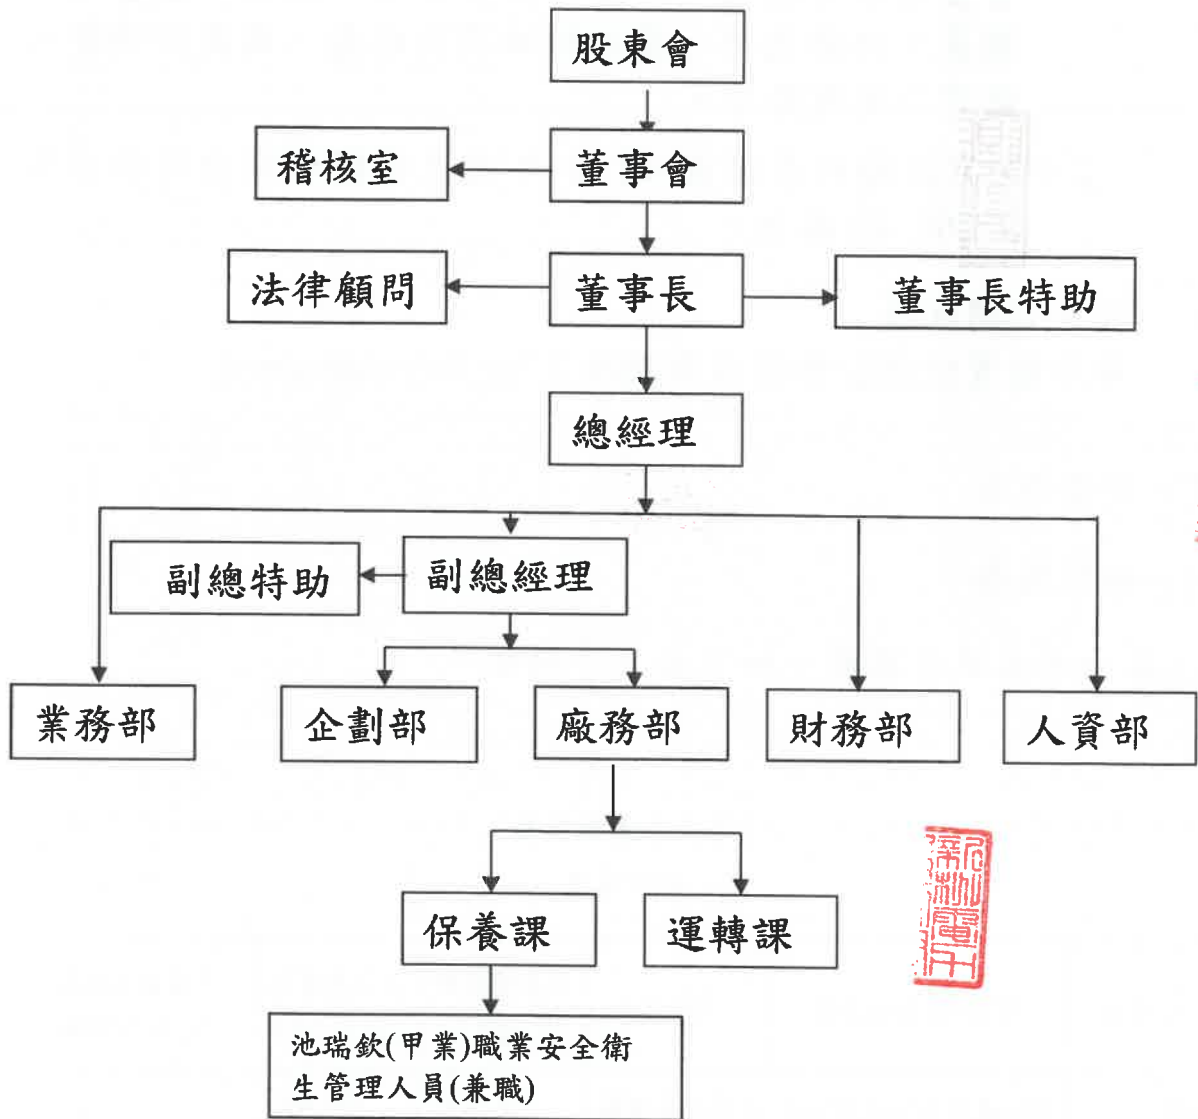 股東會
稽核室
董事會
法律顧問
董事長
董事長特助
總經理
副總特助
副總經理
業務部
企劃部
廠務部
財務部
人資部
保養課
運轉課
池瑞欽(甲業)職業安全衛
生管理人員(兼職)